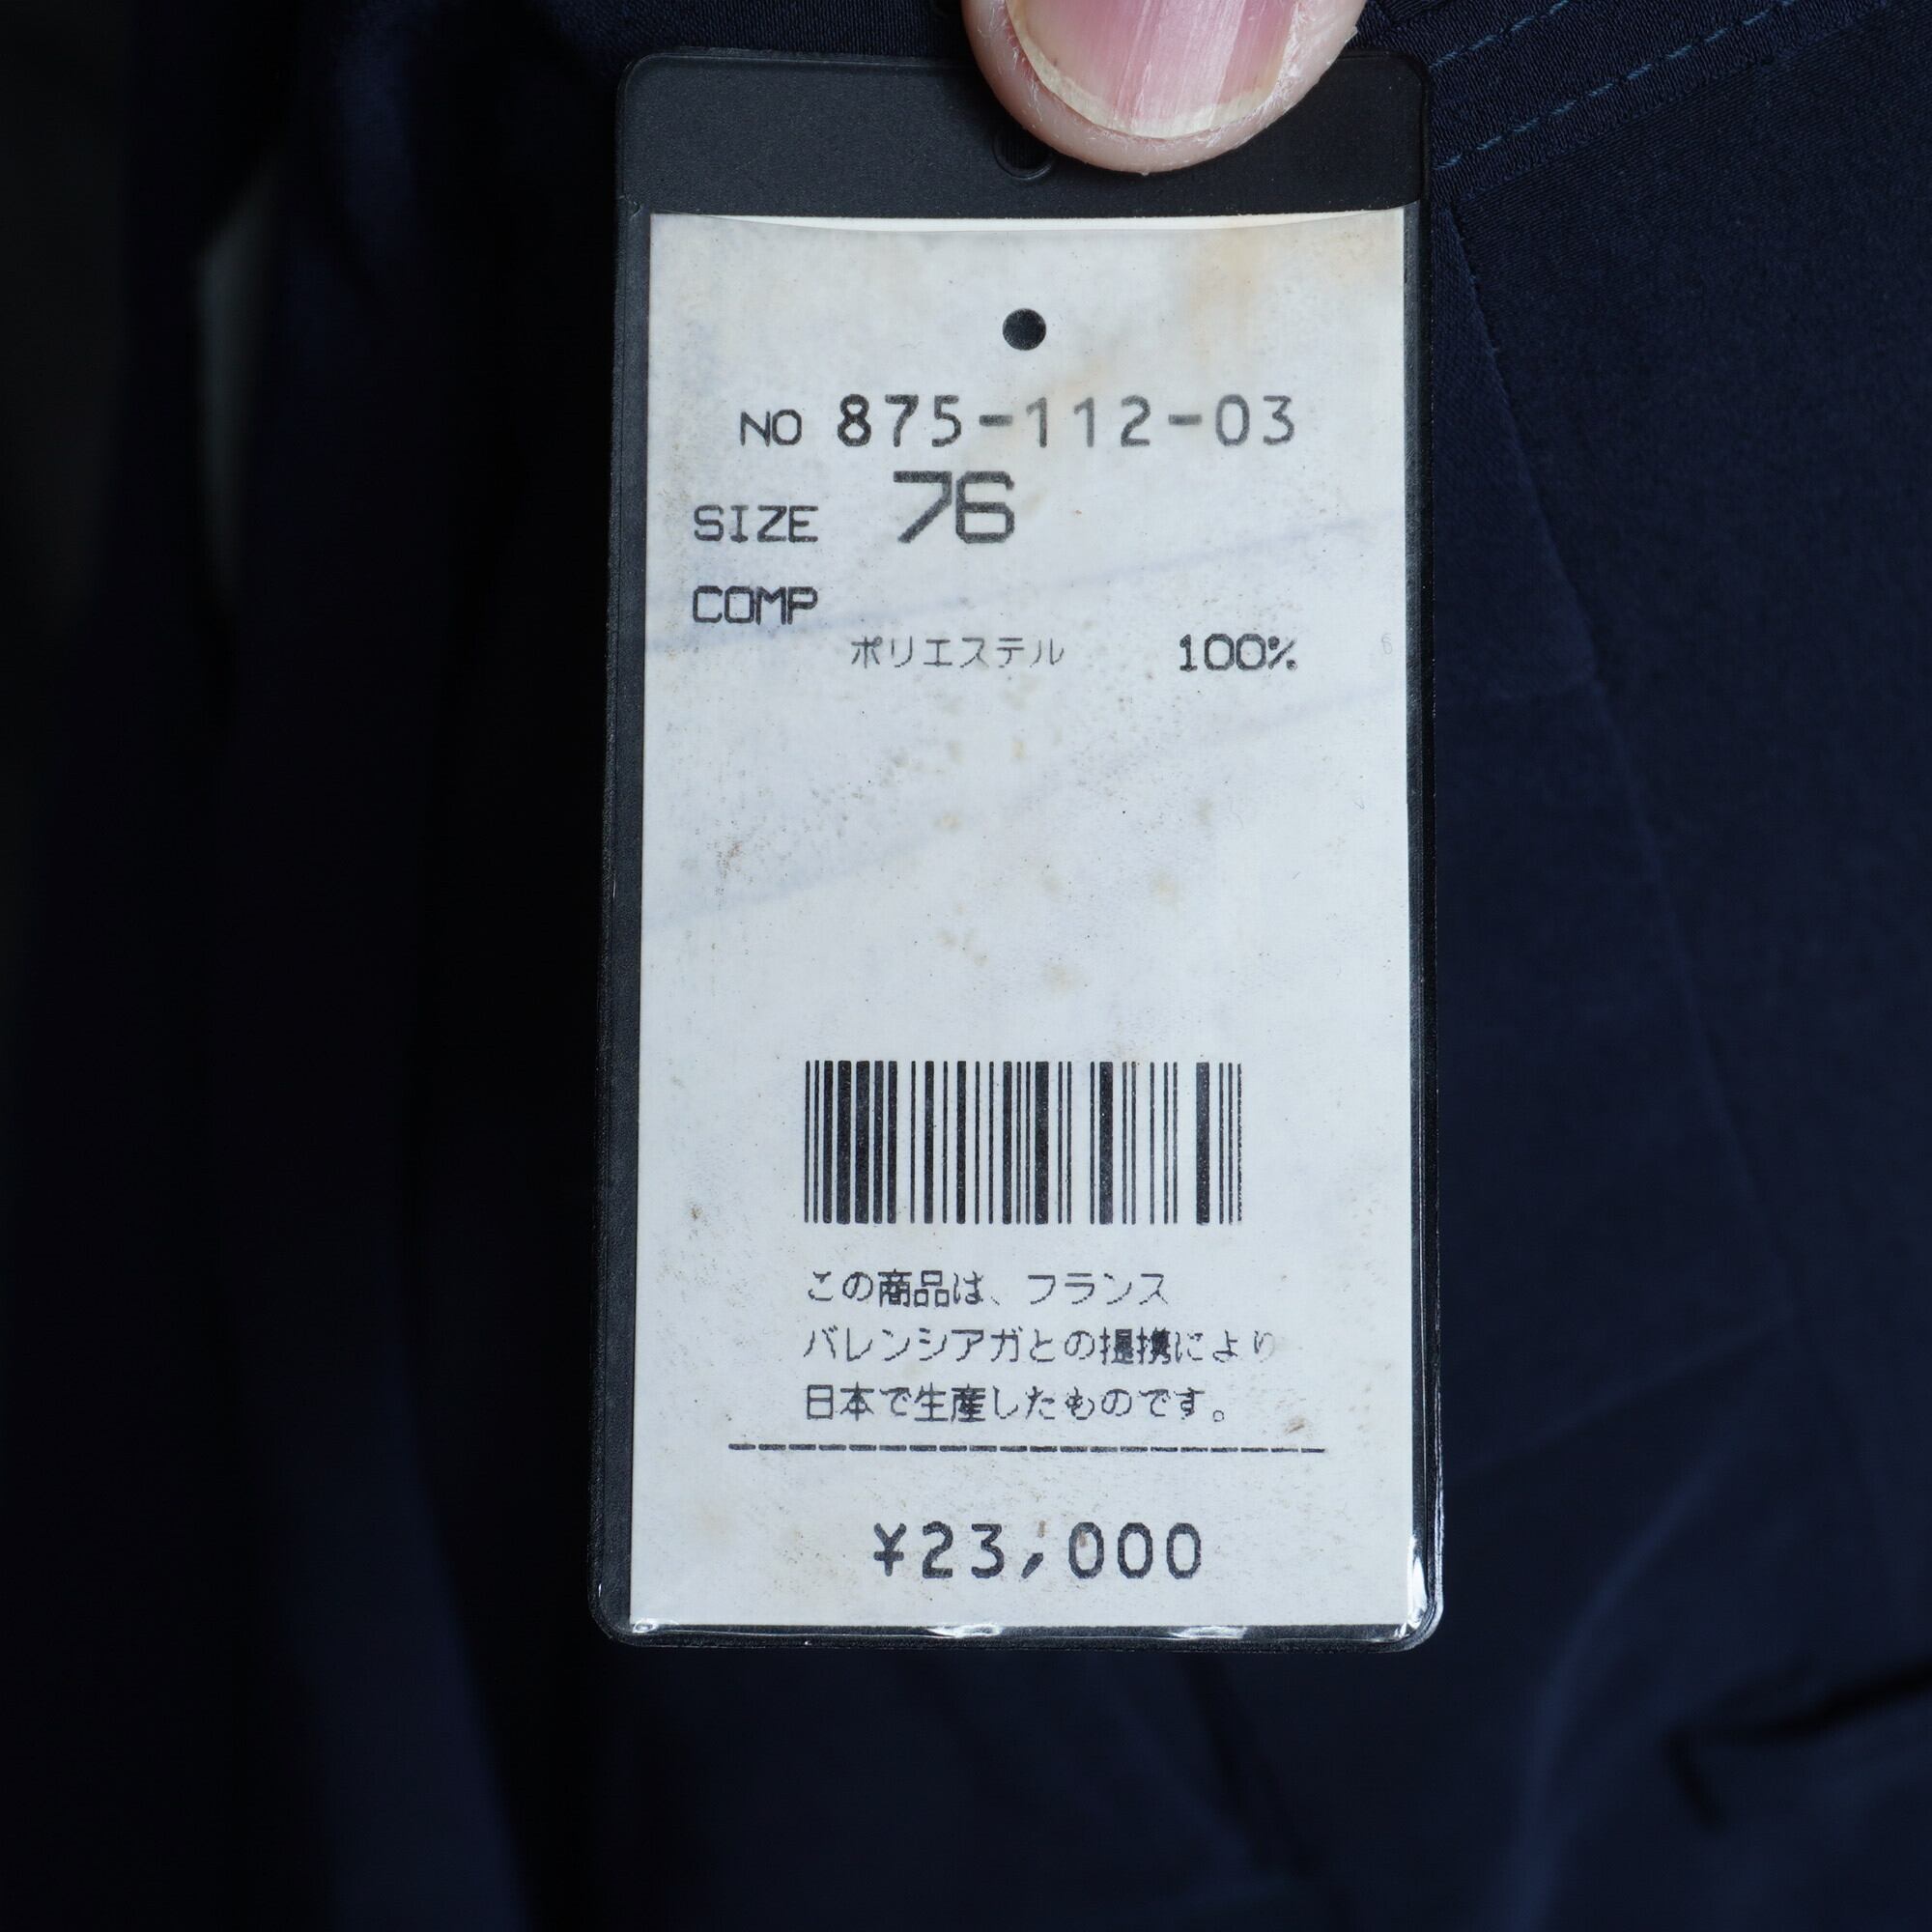 NO 875-112-03
SIZE 76
COMP
ポリエステル 100%
この商品は、フランス
バレンシアガとの提携により
日本で生産したものです。
¥23,000